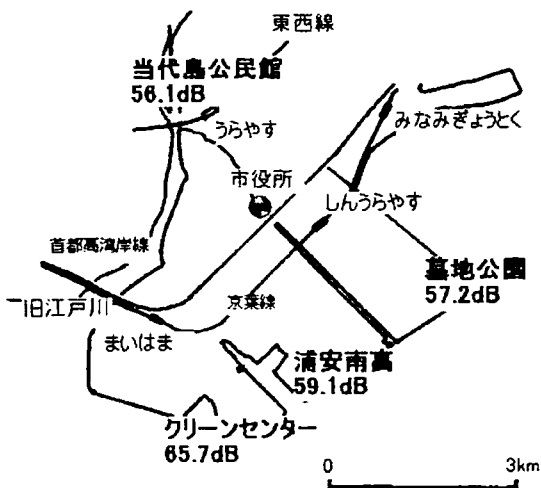 東西線
当代島公民館
56.1dB
うらやす
みなみぎょうとく
市役所
しんうらやす
首都高湾岸線
墓地公園
57.2dB
旧江戸川
京葉線
まいはま
浦安南高
59.1dB
クリーンセンター
65.7dB
0 3km